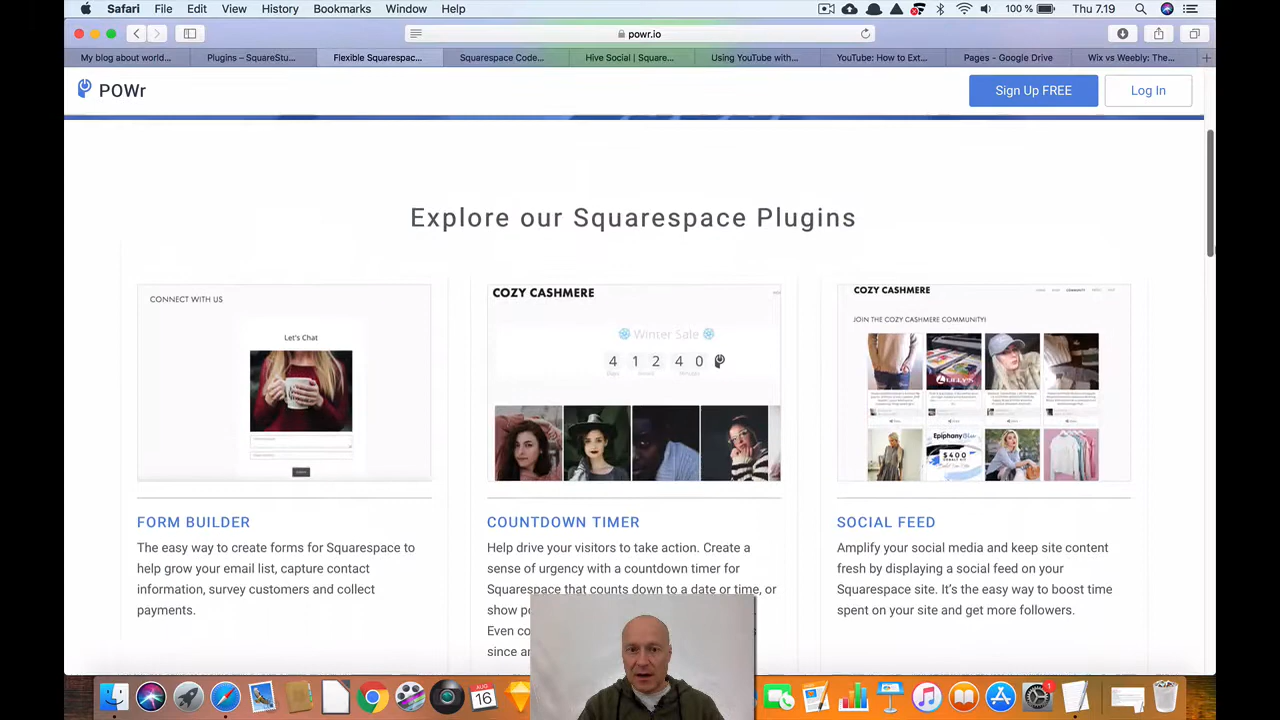 Safari File Edit View History Bookmarks Window Help 100 % Thu 7.19
powr.io
My blog about world... Plugins – SquareStu... Flexible Squarespac... Squarespace Code... Hive Social | Square... Using YouTube with... YouTube: How to Ext... Pages - Google Drive Wix vs Weebly: The...
POWr Sign Up FREE Log In
Explore our Squarespace Plugins
CONNECT WITH US
Let's Chat
COZY CASHMERE
Winter Sale
4 12 40
COZY CASHMERE
JOIN THE COZY CASHMERE COMMUNITY!
EpiphanyBlu
$400
FORM BUILDER
The easy way to create forms for Squarespace to
help grow your email list, capture contact
information, survey customers and collect
payments.
COUNTDOWN TIMER
Help drive your visitors to take action. Create a
sense of urgency with a countdown timer for
Squarespace that counts down to a date or time, or
show
Even
since
SOCIAL FEED
Amplify your social media and keep site content
fresh by displaying a social feed on your
Squarespace site. It's the easy way to boost time
spent on your site and get more followers.
AUG
16
1